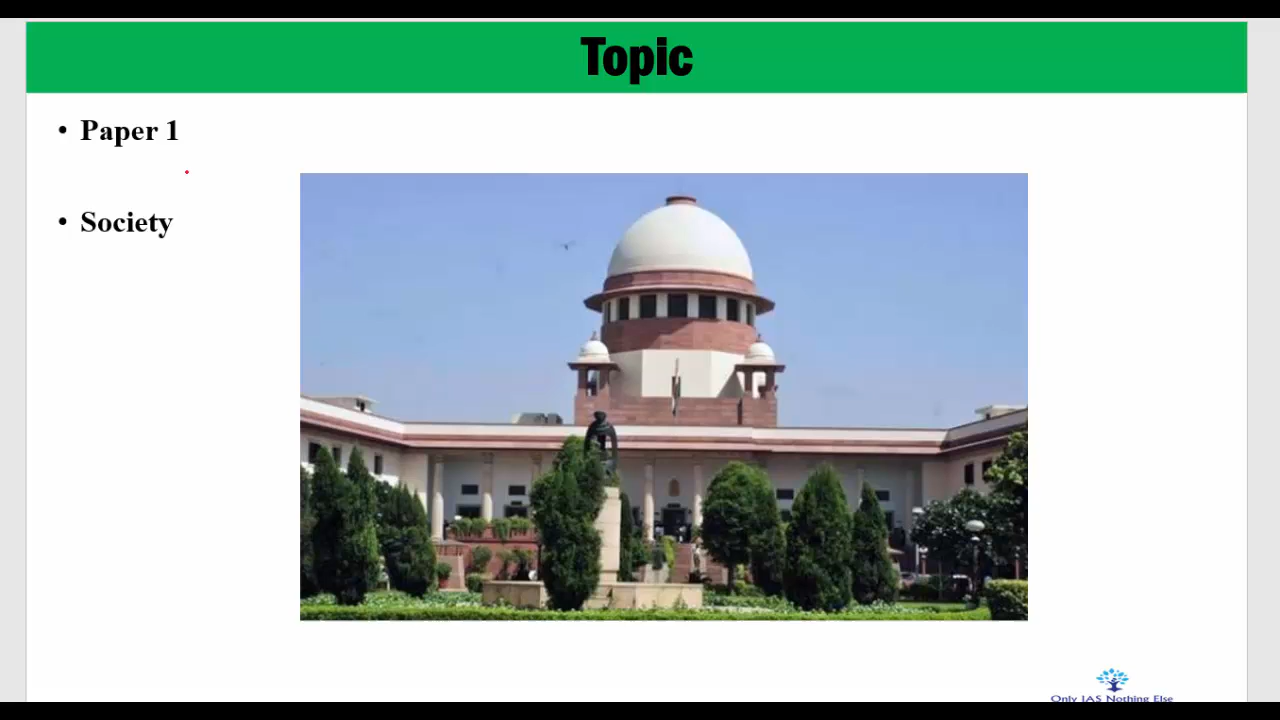 Topic
• Paper 1
• Society
Only IAS Nothing Else